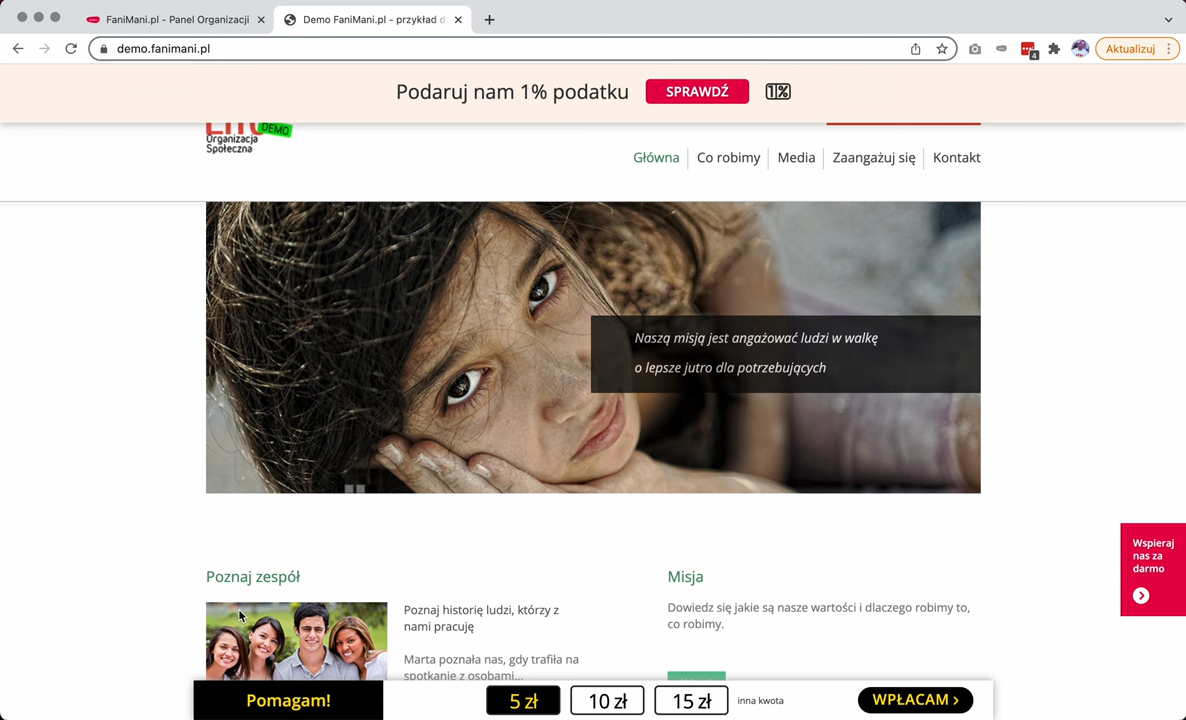 FaniMani.pl - Panel Organizacji
Demo FaniMani.pl - przykład d
demo.fanimani.pl
4
Aktualizuj
Podaruj nam 1% podatku
SPRAWDŹ
1%
DEMO
Organizacja
Społeczna
Główna
Co robimy
Media
Zaangażuj się
Kontakt
Naszą misją jest angażować ludzi w walkę
o lepsze jutro dla potrzebujących
Wspieraj
nas za
darmo
Poznaj zespół
Misja
Poznaj historię ludzi, którzy z
nami pracuję
Dowiedz się jakie są nasze wartości i dlaczego robimy to,
co robimy.
Marta poznała nas, gdy trafiła na
spotkanie z osobami...
Pomagam!
5 zł
10 zł
15 zł
inna kwota
WPŁACAM